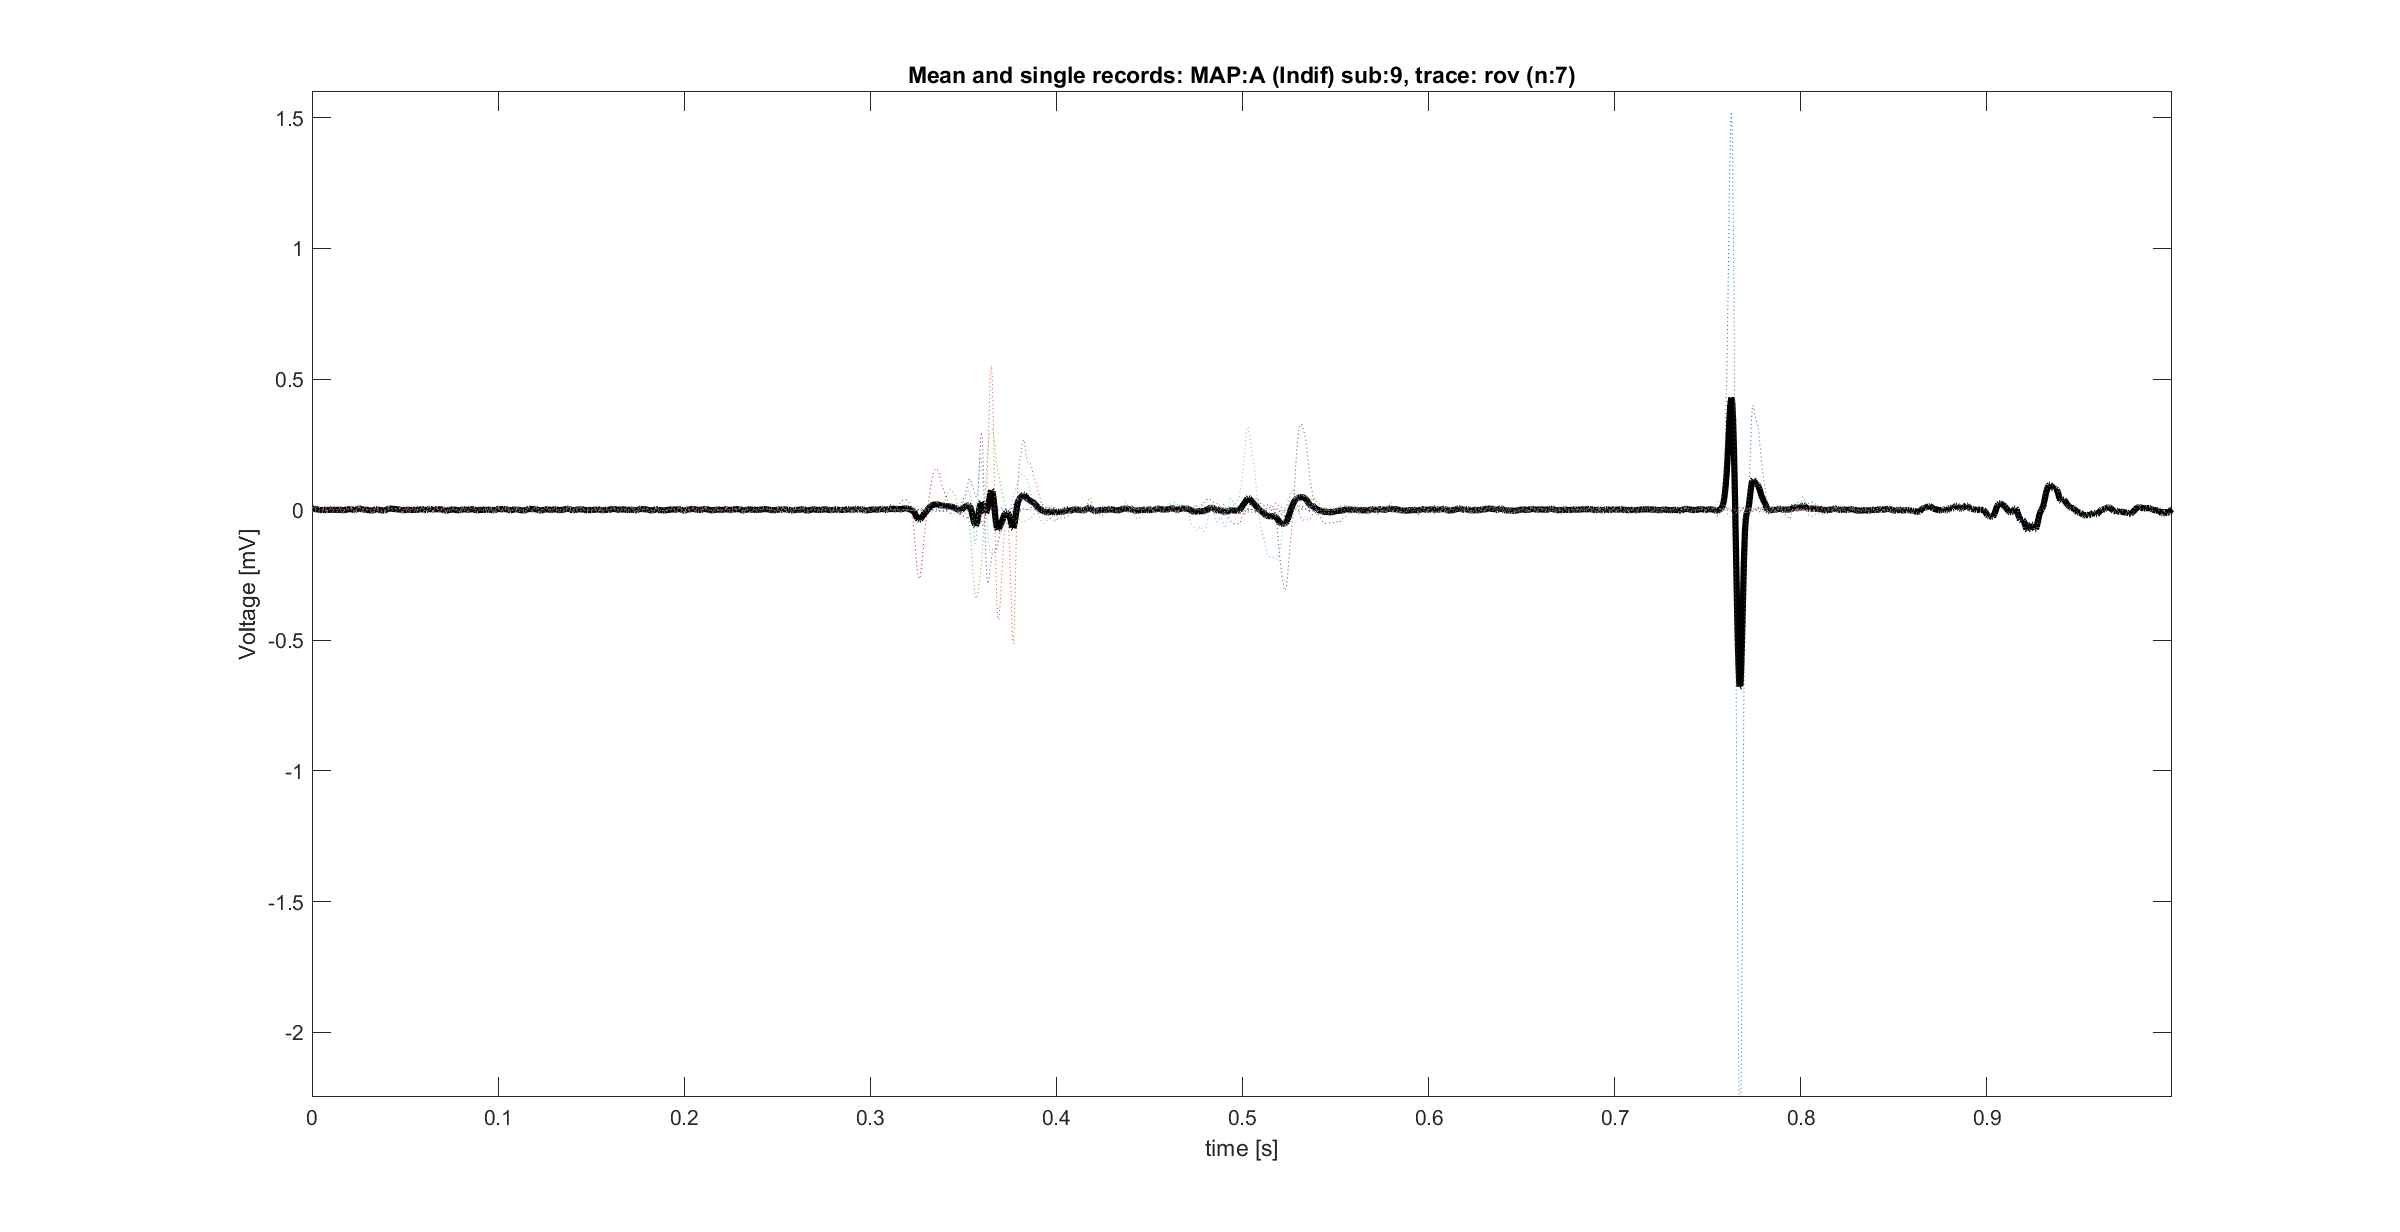 Mean and single records: MAP:A (Indif) sub:9, trace: rov (n:7)
1.5
1
0.5
0
-0.5
-1
-1.5
-2
Voltage [mV]
0 0.1 0.2 0.3 0.4 0.5 0.6 0.7 0.8 0.9
time [s]